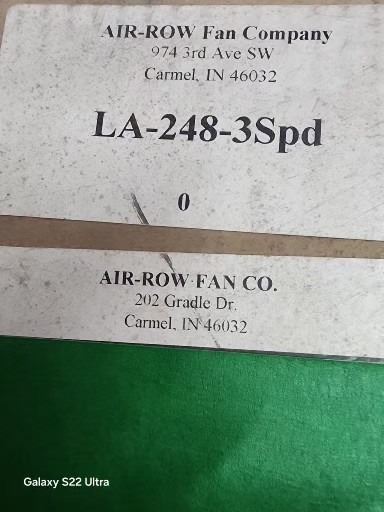 AIR-ROW Fan Company
974 3rd Ave SW
Carmel, IN 46032
LA-248-3Spd
0
AIR-ROW FAN CO.
202 Gradle Dr.
Carmel, IN 46032
Galaxy S22 Ultra